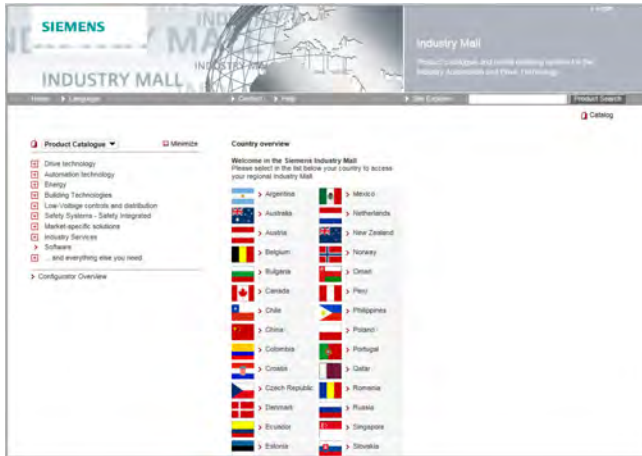 Login
SIEMENS
INDUSTRY MALL
Industry Mall
Home
Language
Contact
Help
Site Explorer
Product Search
Catalog
Product Catalogue
Minimize
Drive technology
Automation technology
Energy
Building Technologies
Low-Voltage controls and distribution
Safety Systems - Safety Integrated
Market-specific solutions
Industry Services
Software
... and everything else you need
Configurator Overview
Country overview
Welcome in the Siemens Industry Mall
Please select in the list below your country to access
your regional Industry Mall
Argentina
Mexico
Australia
Netherlands
Austria
New Zealand
Belgium
Norway
Bulgaria
Oman
Canada
Peru
Chile
Philippines
China
Poland
Colombia
Portugal
Croatia
Qatar
Czech Republic
Romania
Denmark
Russia
Ecuador
Singapore
Estonia
Slovakia